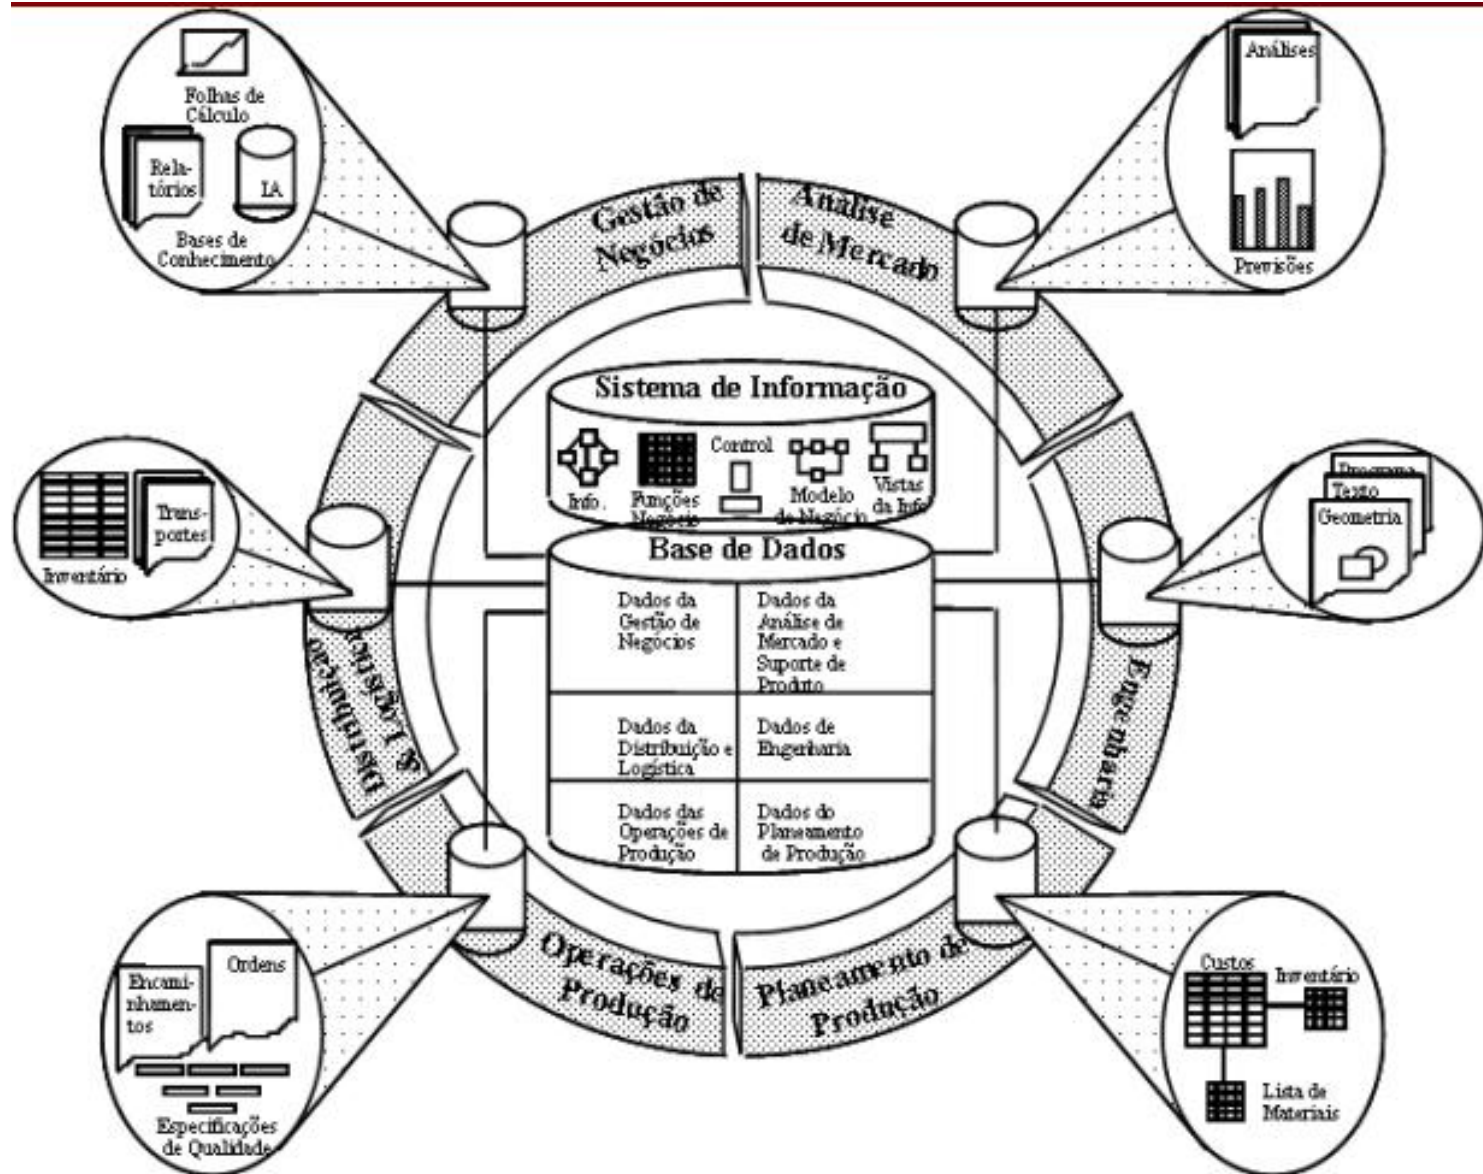 Folhas de
Cálculo
Rela-
tórios
IA
Bases de
Conhecimento
Análises
Previsões
Gestão de
Negócios
Análise
de Mercado
Sistema de Informação
Info.
Funções
Negócio
Control
Modelo
de Negócio
Vistas
da Info
Inventário
Trans-
portes
Programa
Texto
Geometria
Base de Dados
Dados da
Gestão de
Negócios
Dados da
Análise de
Mercado e
Suporte de
Produto
Dados da
Distribuição e
Logística
Dados de
Engenharia
Dados das
Operações de
Produção
Dados do
Planeamento
de Produção
Distribuição
& Logística
Engenharia
Operações de
Produção
Planeamento de
Produção
Encami-
nhamen-
tos
Ordens
Especificações
de Qualidade
Custos
Inventário
Lista de
Materiais